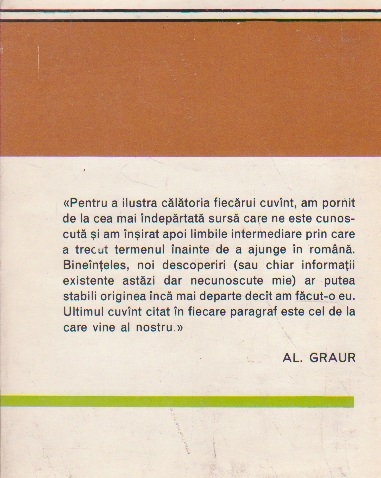 «Pentru a ilustra călătoria fiecărui cuvînt, am pornit
de la cea mai îndepărtată sursă care ne este cunos-
cută și am înșirat apoi limbile intermediare prin care
a trecut termenul înainte de a ajunge în română.
Bineînțeles, noi descoperiri (sau chiar informații
existente astăzi dar necunoscute mie) ar putea
stabili originea încă mai departe decît am făcut-o eu.
Ultimul cuvînt citat în fiecare paragraf este cel de la
care vine al nostru.»
AL. GRAUR